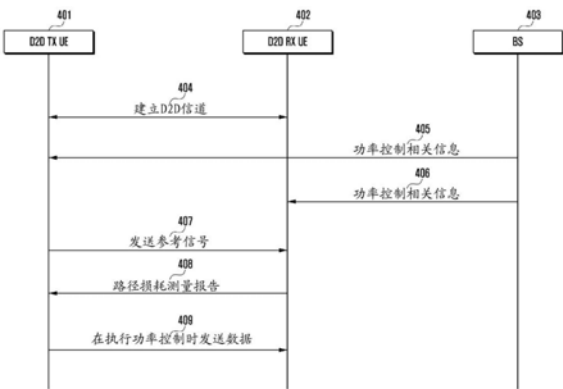 401 402 403
D2D TX UE D2D RX UE BS
404
建立D2D信道
405
功率控制相关信息
406
功率控制相关信息
407
发送参考信号
408
路径损耗测量报告
409
在执行功率控制时发送数据